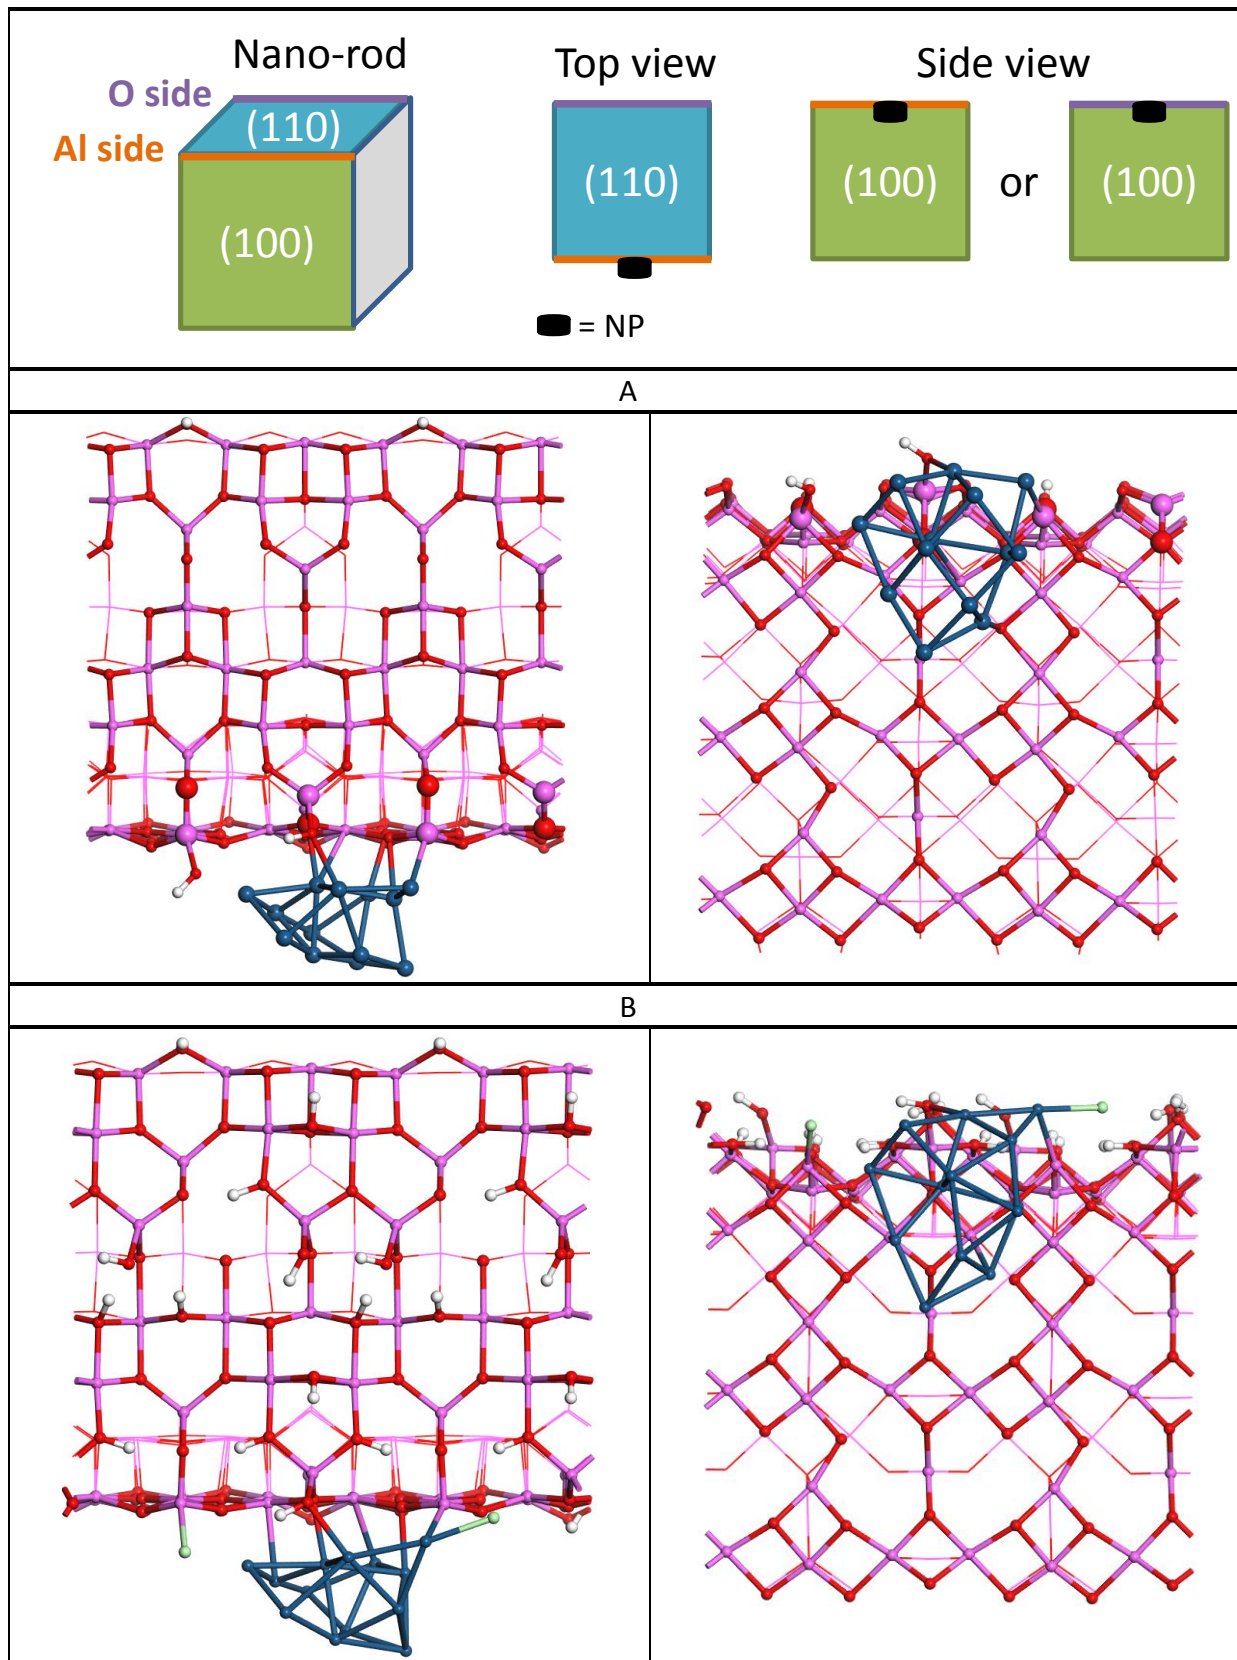 Nano-rod
Top view
Side view
O side
(110)
Al side
(100)
(110)
(100)
or
(100)
= NP
A
B